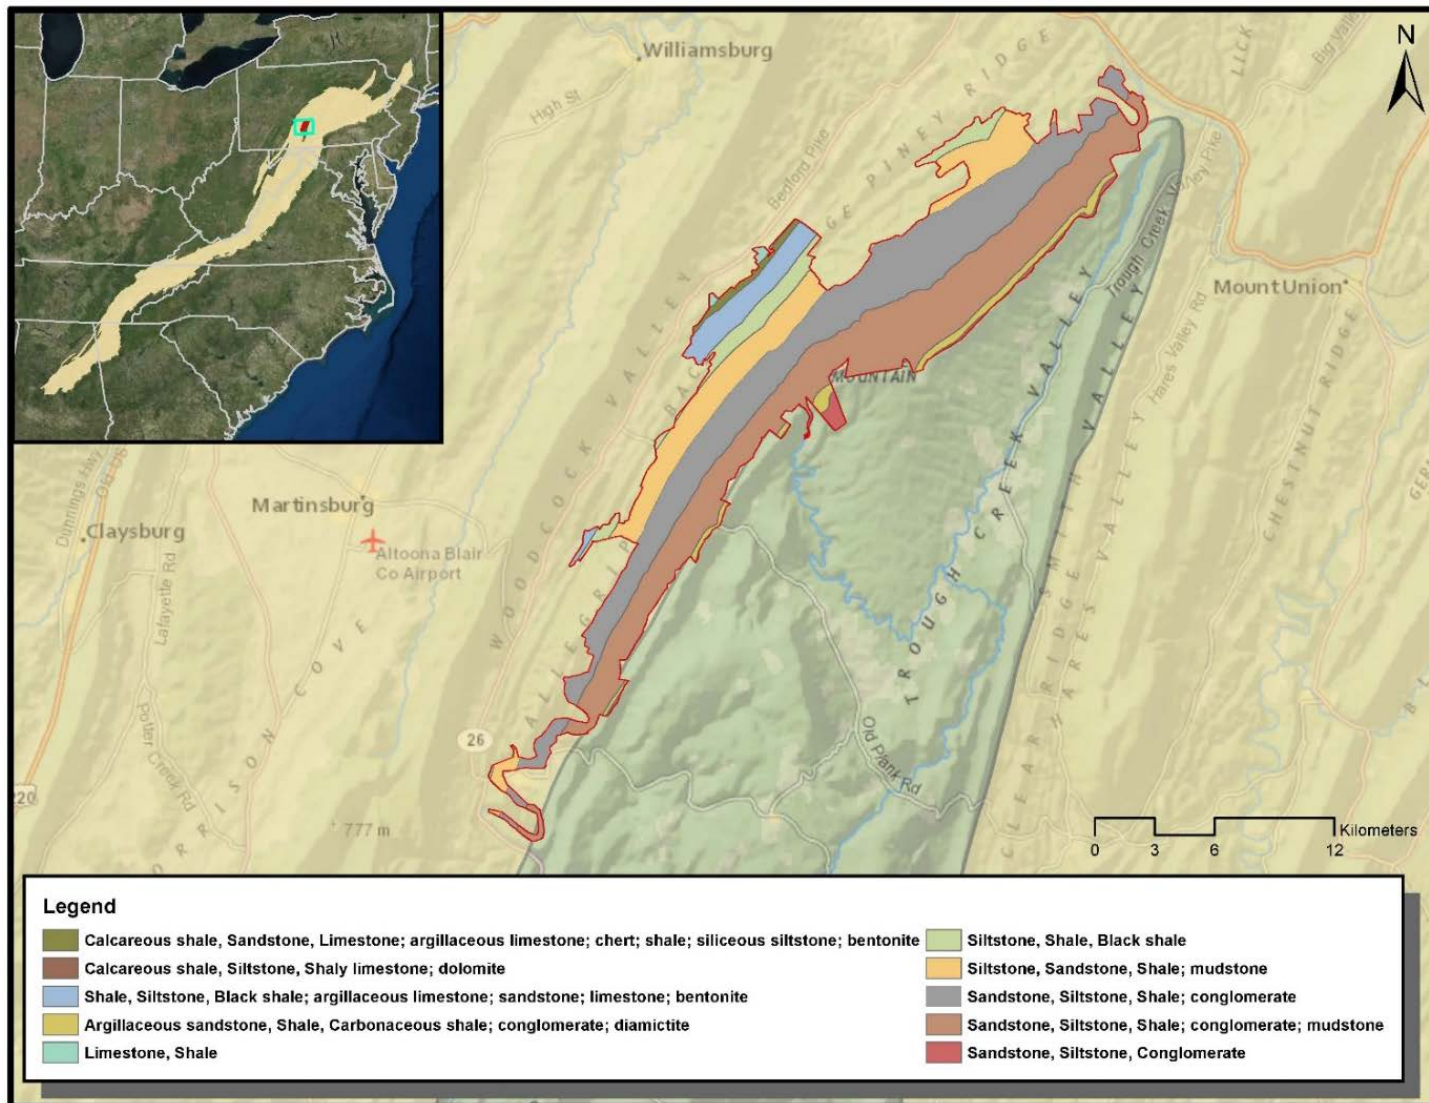 N
Williamsburg
High St
Bedford Pike
PINEY RIDGE
LICK
Big Valley
Valley Pike
Trough Creek
Mount Union
WOODCOCK VALLEY
MOUNTAIN
TROUGH CREEK VALLEY
SMITH VALLEY
HARES VALLEY
Hares Valley Rd
CHESTNUT RIDGE
CLEAR RIDGE
Dunnings Hwy
Martinsburg
Claysburg
Altoona Blair
Co Airport
Lafayette Rd
Potter Creek Rd
MORRISON COVE
ALLEGRIP
26
220
777 m
Old Plank Rd
Kilometers
0 3 6 12
Legend
Calcareous shale, Sandstone, Limestone; argillaceous limestone; chert; shale; siliceous siltstone; bentonite
Calcareous shale, Siltstone, Shaly limestone; dolomite
Shale, Siltstone, Black shale; argillaceous limestone; sandstone; limestone; bentonite
Argillaceous sandstone, Shale, Carbonaceous shale; conglomerate; diamictite
Limestone, Shale
Siltstone, Shale, Black shale
Siltstone, Sandstone, Shale; mudstone
Sandstone, Siltstone, Shale; conglomerate
Sandstone, Siltstone, Shale; conglomerate; mudstone
Sandstone, Siltstone, Conglomerate